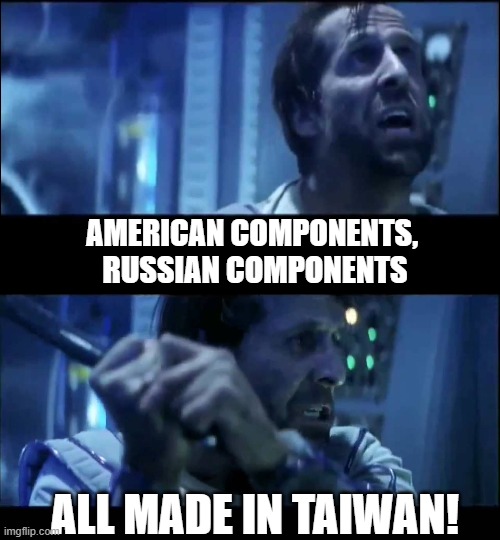 AMERICAN COMPONENTS,
RUSSIAN COMPONENTS
ALL MADE IN TAIWAN!
imgflip.com